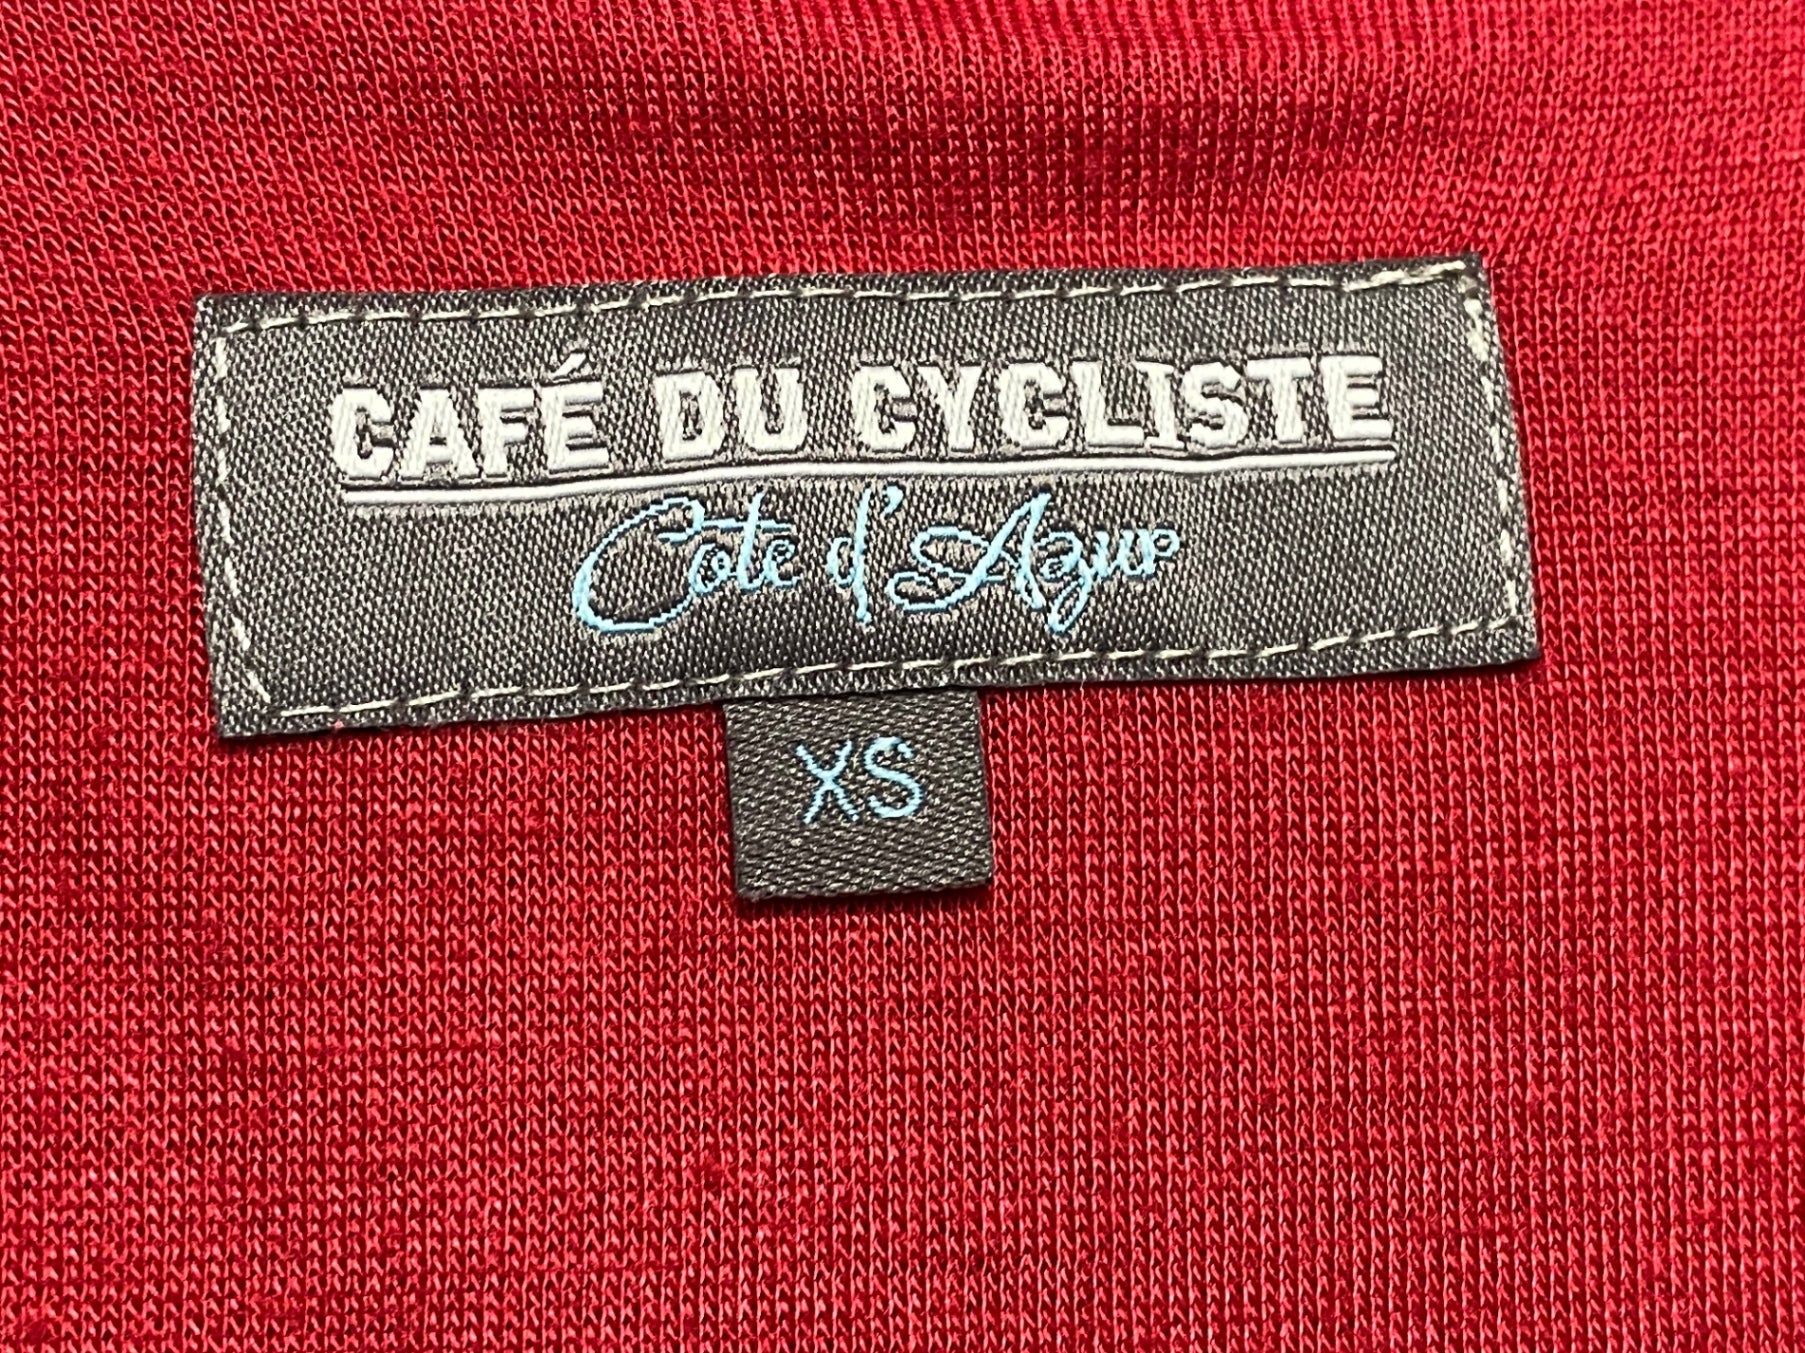 CAFÉ DU CYCLISTE
Cote d'Azur
XS